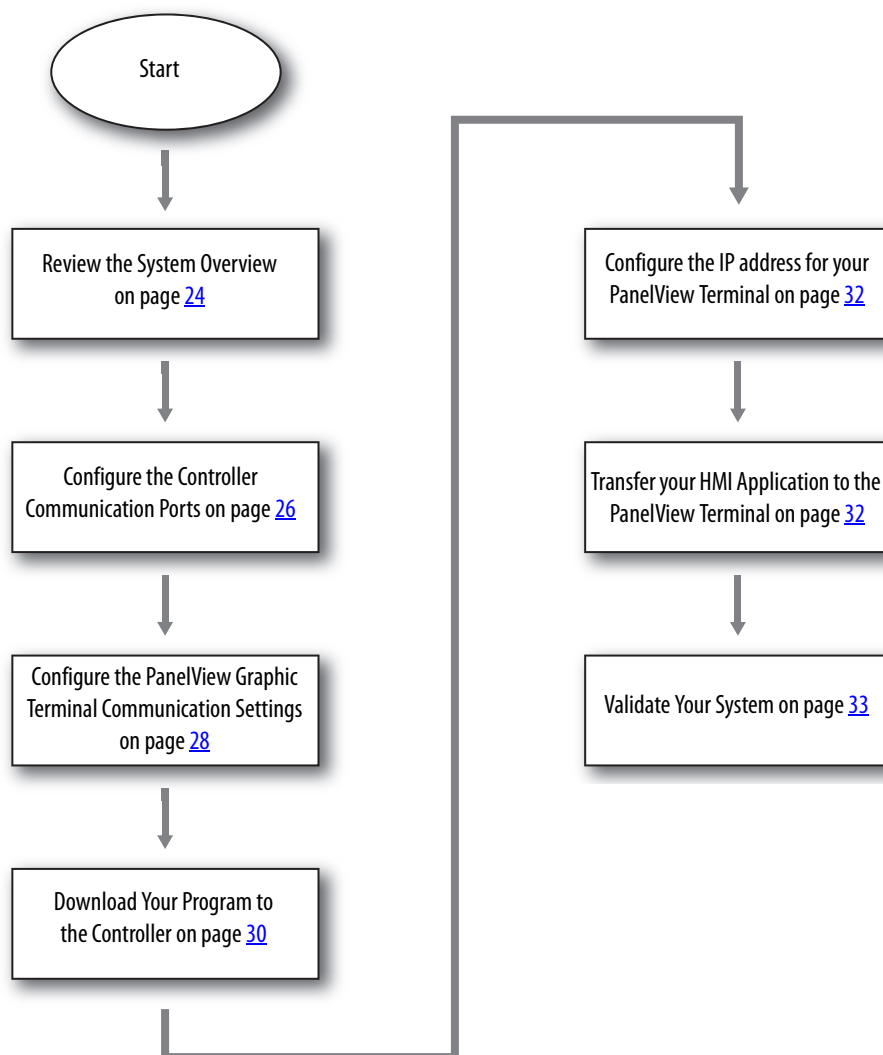 Start
Review the System Overview
on page 24
Configure the Controller
Communication Ports on page 26
Configure the PanelView Graphic
Terminal Communication Settings
on page 28
Download Your Program to
the Controller on page 30
Configure the IP address for your
PanelView Terminal on page 32
Transfer your HMI Application to the
PanelView Terminal on page 32
Validate Your System on page 33